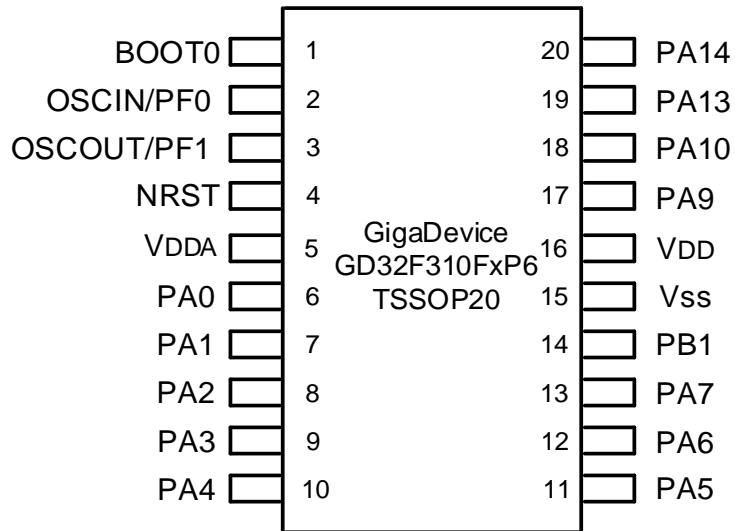 BOOT0 1 20 PA14
OSCIN/PF0 2 19 PA13
OSCOUT/PF1 3 18 PA10
NRST 4 17 PA9
VDDA 5 GigaDevice 16 VDD
GD32F310FxP6
PA0 6 TSSOP20 15 Vss
PA1 7 14 PB1
PA2 8 13 PA7
PA3 9 12 PA6
PA4 10 11 PA5